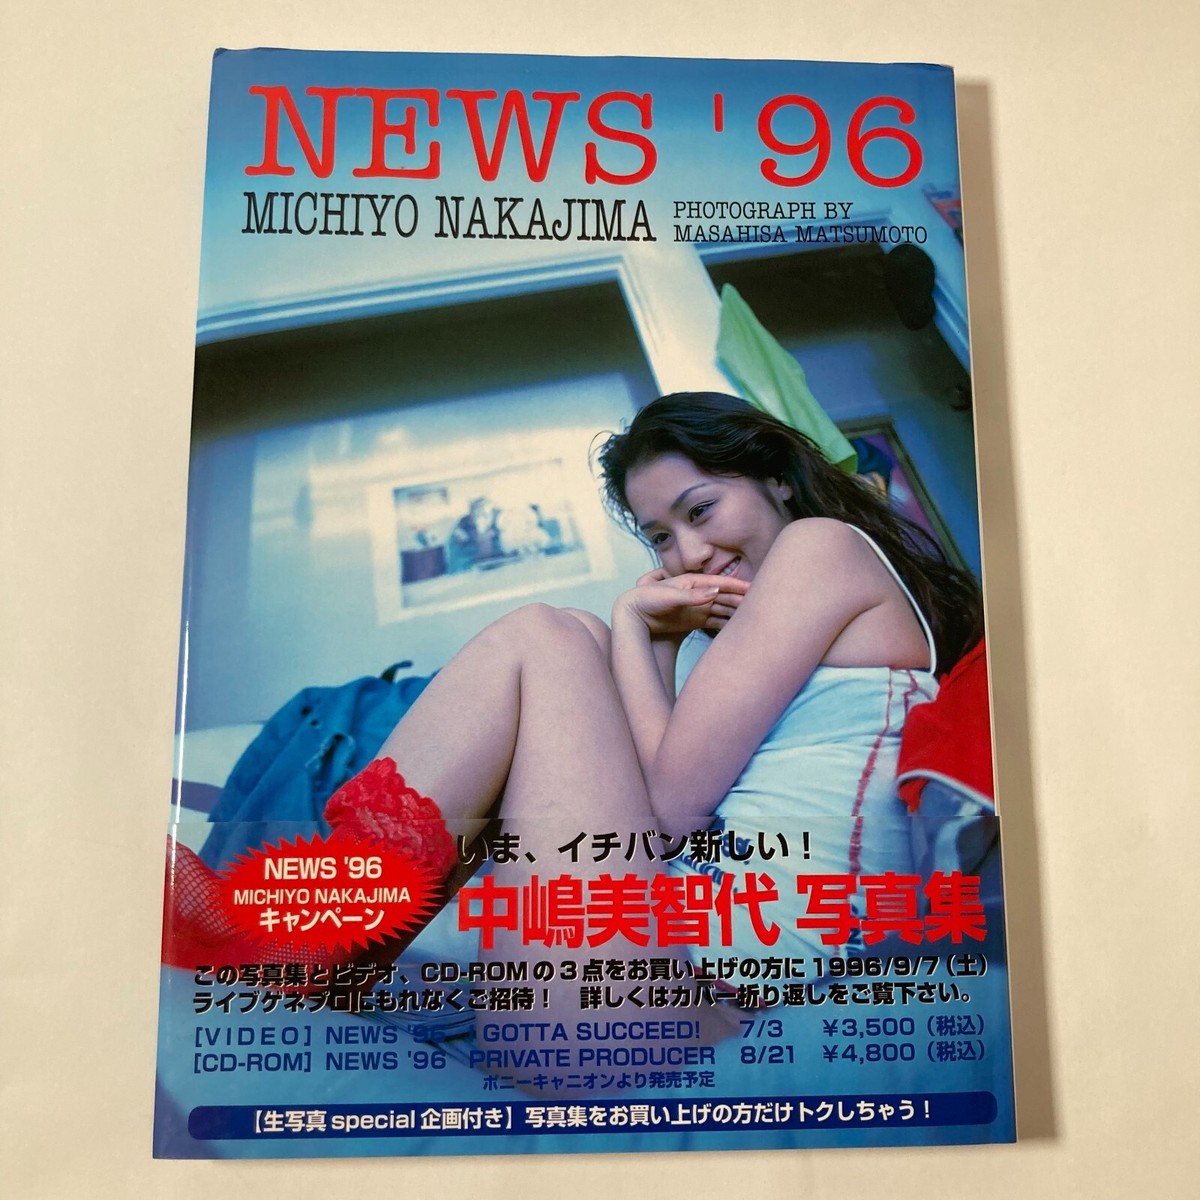 NEWS '96
MICHIYO NAKAJIMA
PHOTOGRAPH BY
MASAHISA MATSUMOTO
いま、イチバン新しい！
NEWS '96
MICHIYO NAKAJIMA
キャンペーン
中嶋美智代 写真集
この写真集とビデオ、CD-ROMの3点をお買い上げの方に1996/9/7（土）
ライブゲネプロにもれなくご招待！ 詳しくはカバー折り返しをご覧下さい。
[VIDEO] NEWS '96 I GOTTA SUCCEED! 7/3 ¥3,500（税込）
[CD-ROM] NEWS '96 PRIVATE PRODUCER 8/21 ¥4,800（税込）
ポニーキャニオンより発売予定
【生写真special企画付き】写真集をお買い上げの方だけトクしちゃう！